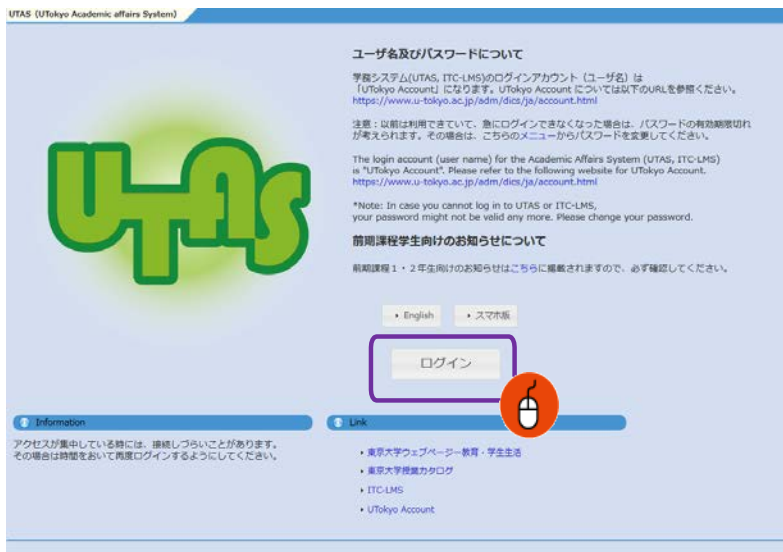 UTAS (UTokyo Academic affairs System)
UTAS
ユーザ名及びパスワードについて
学務システム(UTAS, ITC-LMS)のログインアカウント（ユーザ名）は
「UTokyo Account」になります。UTokyo Account については以下のURLを参照ください。
https://www.u-tokyo.ac.jp/adm/dics/ja/account.html
注意：以前は利用できていて、急にログインできなくなった場合は、パスワードの有効期限切れ
が考えられます。その場合は、こちらのメニューからパスワードを変更してください。
The login account (user name) for the Academic Affairs System (UTAS, ITC-LMS)
is "UTokyo Account". Please refer to the following website for UTokyo Account.
https://www.u-tokyo.ac.jp/adm/dics/ja/account.html
*Note: In case you cannot log in to UTAS or ITC-LMS,
your password might not be valid any more. Please change your password.
前期課程学生向けのお知らせについて
前期課程1・2年生向けのお知らせはこちらに掲載されますので、必ず確認してください。
English
スマホ版
ログイン
Information
アクセスが集中している時には、接続しづらいことがあります。
その場合は時間をおいて再度ログインするようにしてください。
Link
東京大学ウェブページ－教育・学生生活
東京大学授業カタログ
ITC-LMS
UTokyo Account